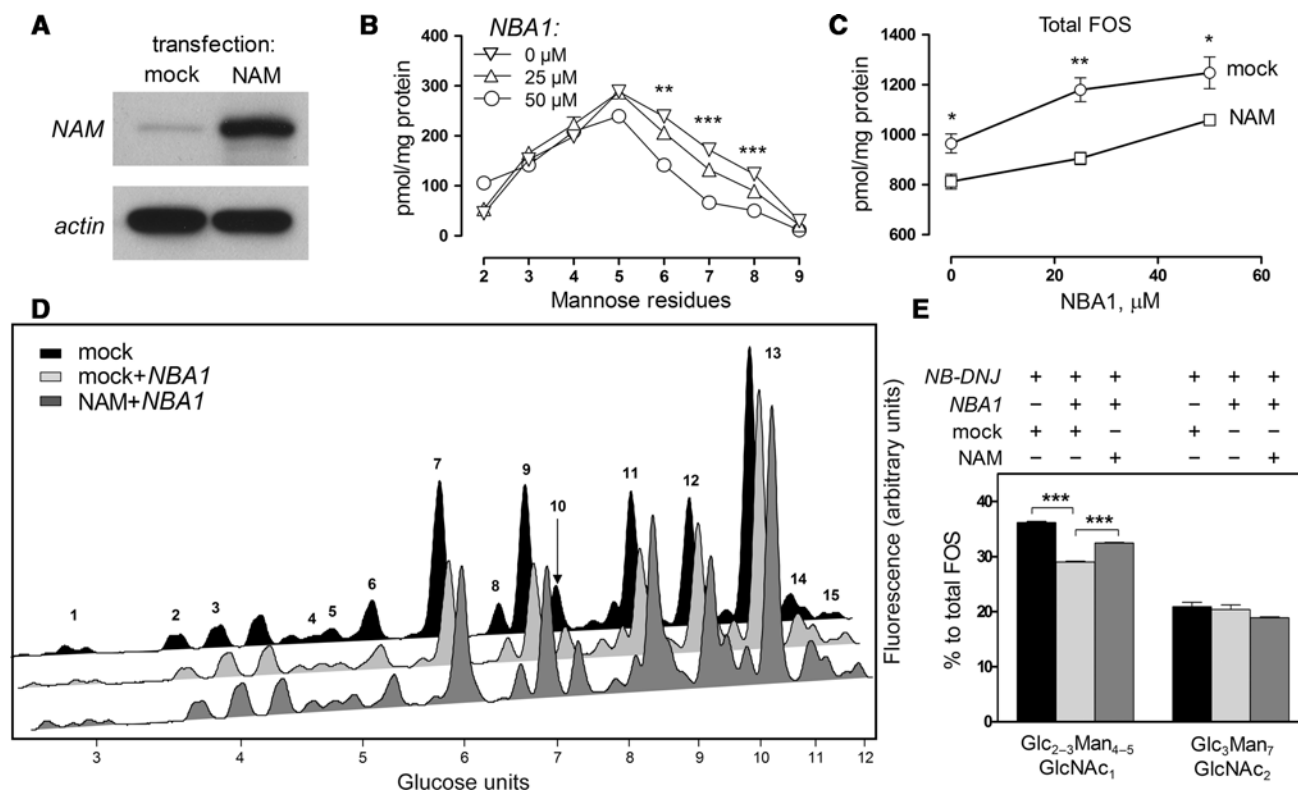 A
transfection:
mock NAM
NAM
actin
B
NBA1:
0 µM
25 µM
50 µM
400
300
200
100
0
pmol/mg protein
** *** ***
2 3 4 5 6 7 8 9
Mannose residues
C
Total FOS
1400
1200
1000
800
600
pmol/mg protein
* ** *
mock
NAM
0 20 40 60
NBA1, µM
D
mock
mock+NBA1
NAM+NBA1
1 2 3 4 5 6 7 8 9 10 11 12 13 14 15
Fluorescence (arbitrary units)
3 4 5 6 7 8 9 10 11 12
Glucose units
E
NB-DNJ + + + + + +
NBA1 – + + – + +
mock + + – + – –
NAM – – + – – +
40
30
20
10
0
% to total FOS
*** ***
Glc2–3Man4–5 Glc3Man7
GlcNAc1 GlcNAc2